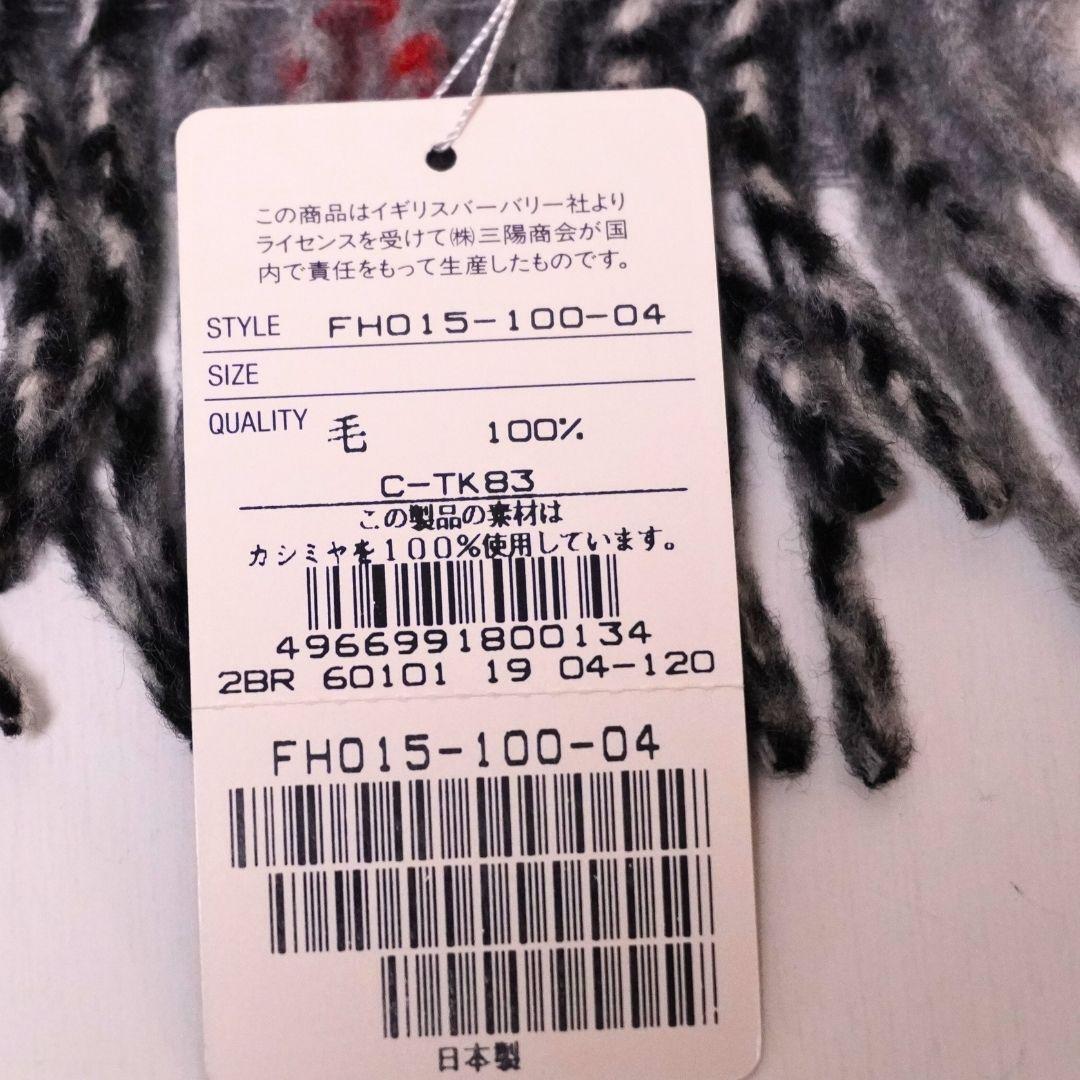 この商品はイギリスバーバリー社より
ライセンスを受けて㈱三陽商会が国
内で責任をもって生産したものです。
STYLE FH015-100-04
SIZE
QUALITY 毛 100%
C-TK83
この製品の素材は
カシミヤを100%使用しています。
4966991800134
2BR 60101 19 04-120
FH015-100-04
日本製